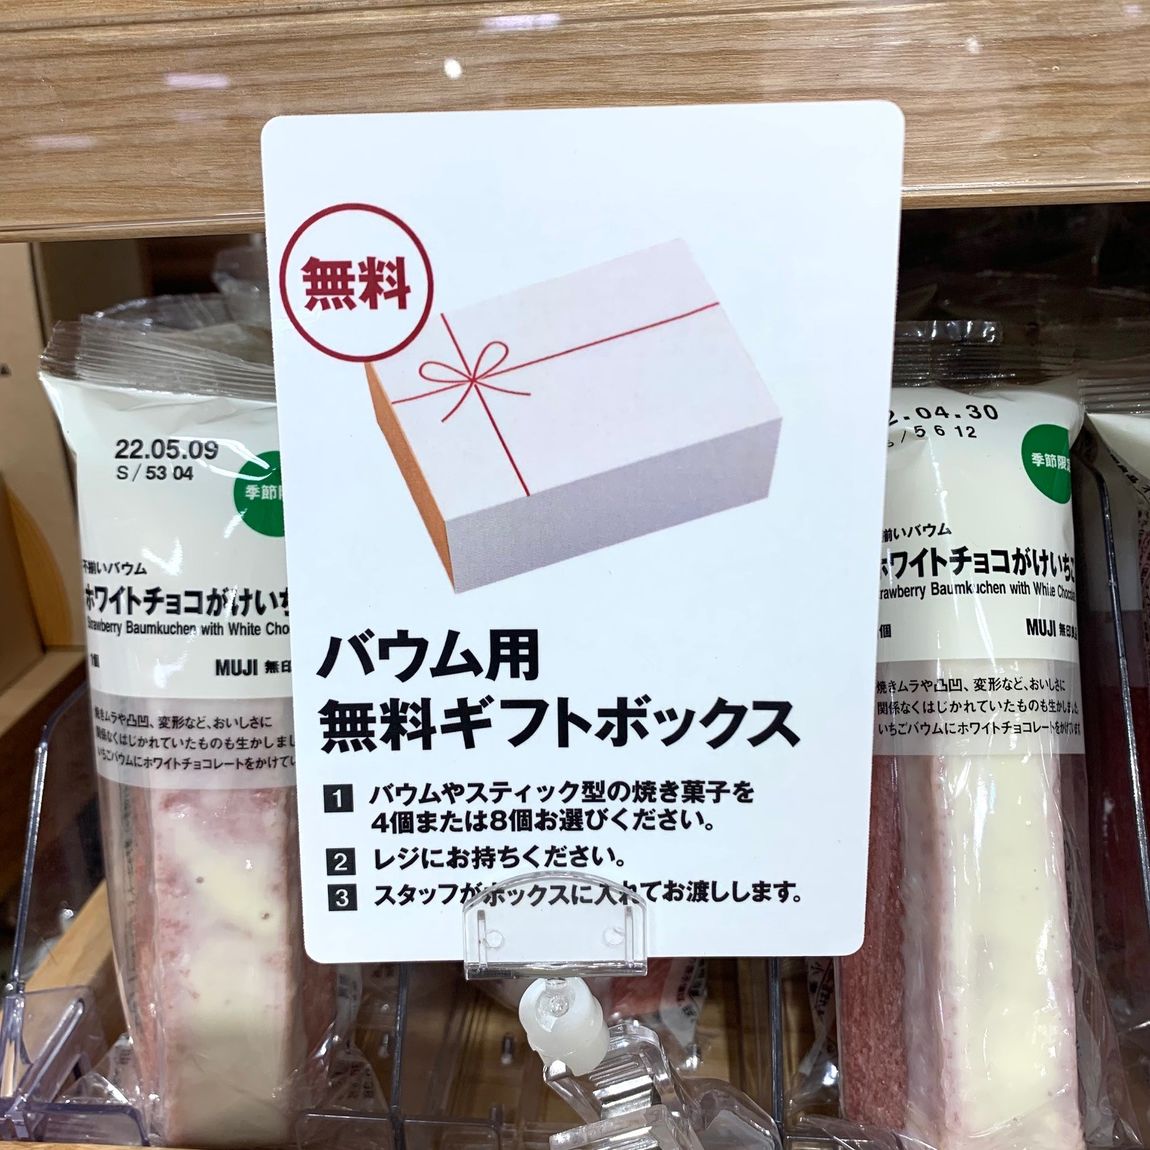 無料
バウム用
無料ギフトボックス
1 バウムやスティック型の焼き菓子を
4個または8個お選びください。
2 レジにお持ちください。
3 スタッフがボックスに入れてお渡しします。
22.05.09
S/53 04
季節
不揃いバウム
ホワイトチョコがけいち
Strawberry Baumkuchen with White Cho
1個
MUJI 無印
焼きムラや凸凹、変形など、おいしさに
関係なくはじかれていたものも生かしまし
いちごバウムにホワイトチョコレートをかけてい
2.04.30
/5 6 12
季節限定
揃いバウム
ホワイトチョコがけいちご
rawberry Baumkuchen with White Chocola
個
MUJI 無印良
焼きムラや凸凹、変形など、おいしさに
関係なくはじかれていたものも生かしました
いちごバウムにホワイトチョコレートをかけています